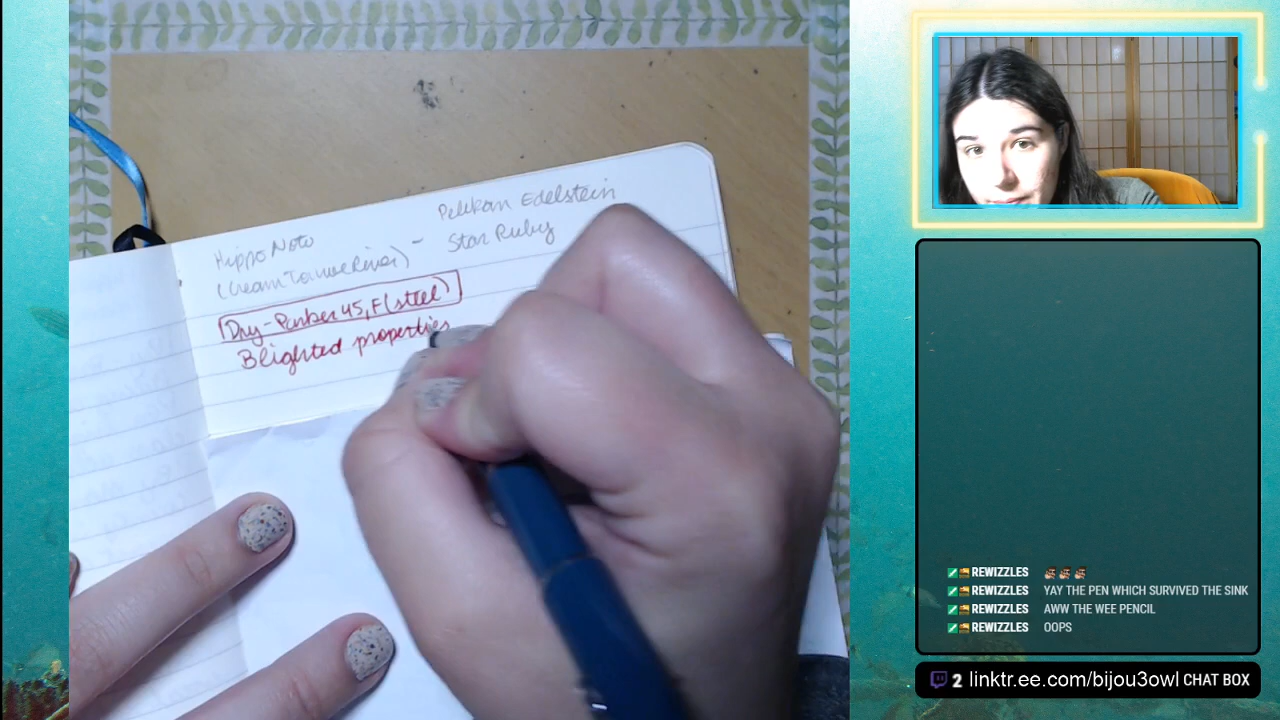 Hippo Noto
(Cream Tomoe River) -
Pelikan Edelstein
Star Ruby
Dry - Parker 45, F (steel)
Blighted properties
REWIZZLES
REWIZZLES YAY THE PEN WHICH SURVIVED THE SINK
REWIZZLES AWW THE WEE PENCIL
REWIZZLES OOPS
2 linktr.ee.com/bijou3owl CHAT BOX